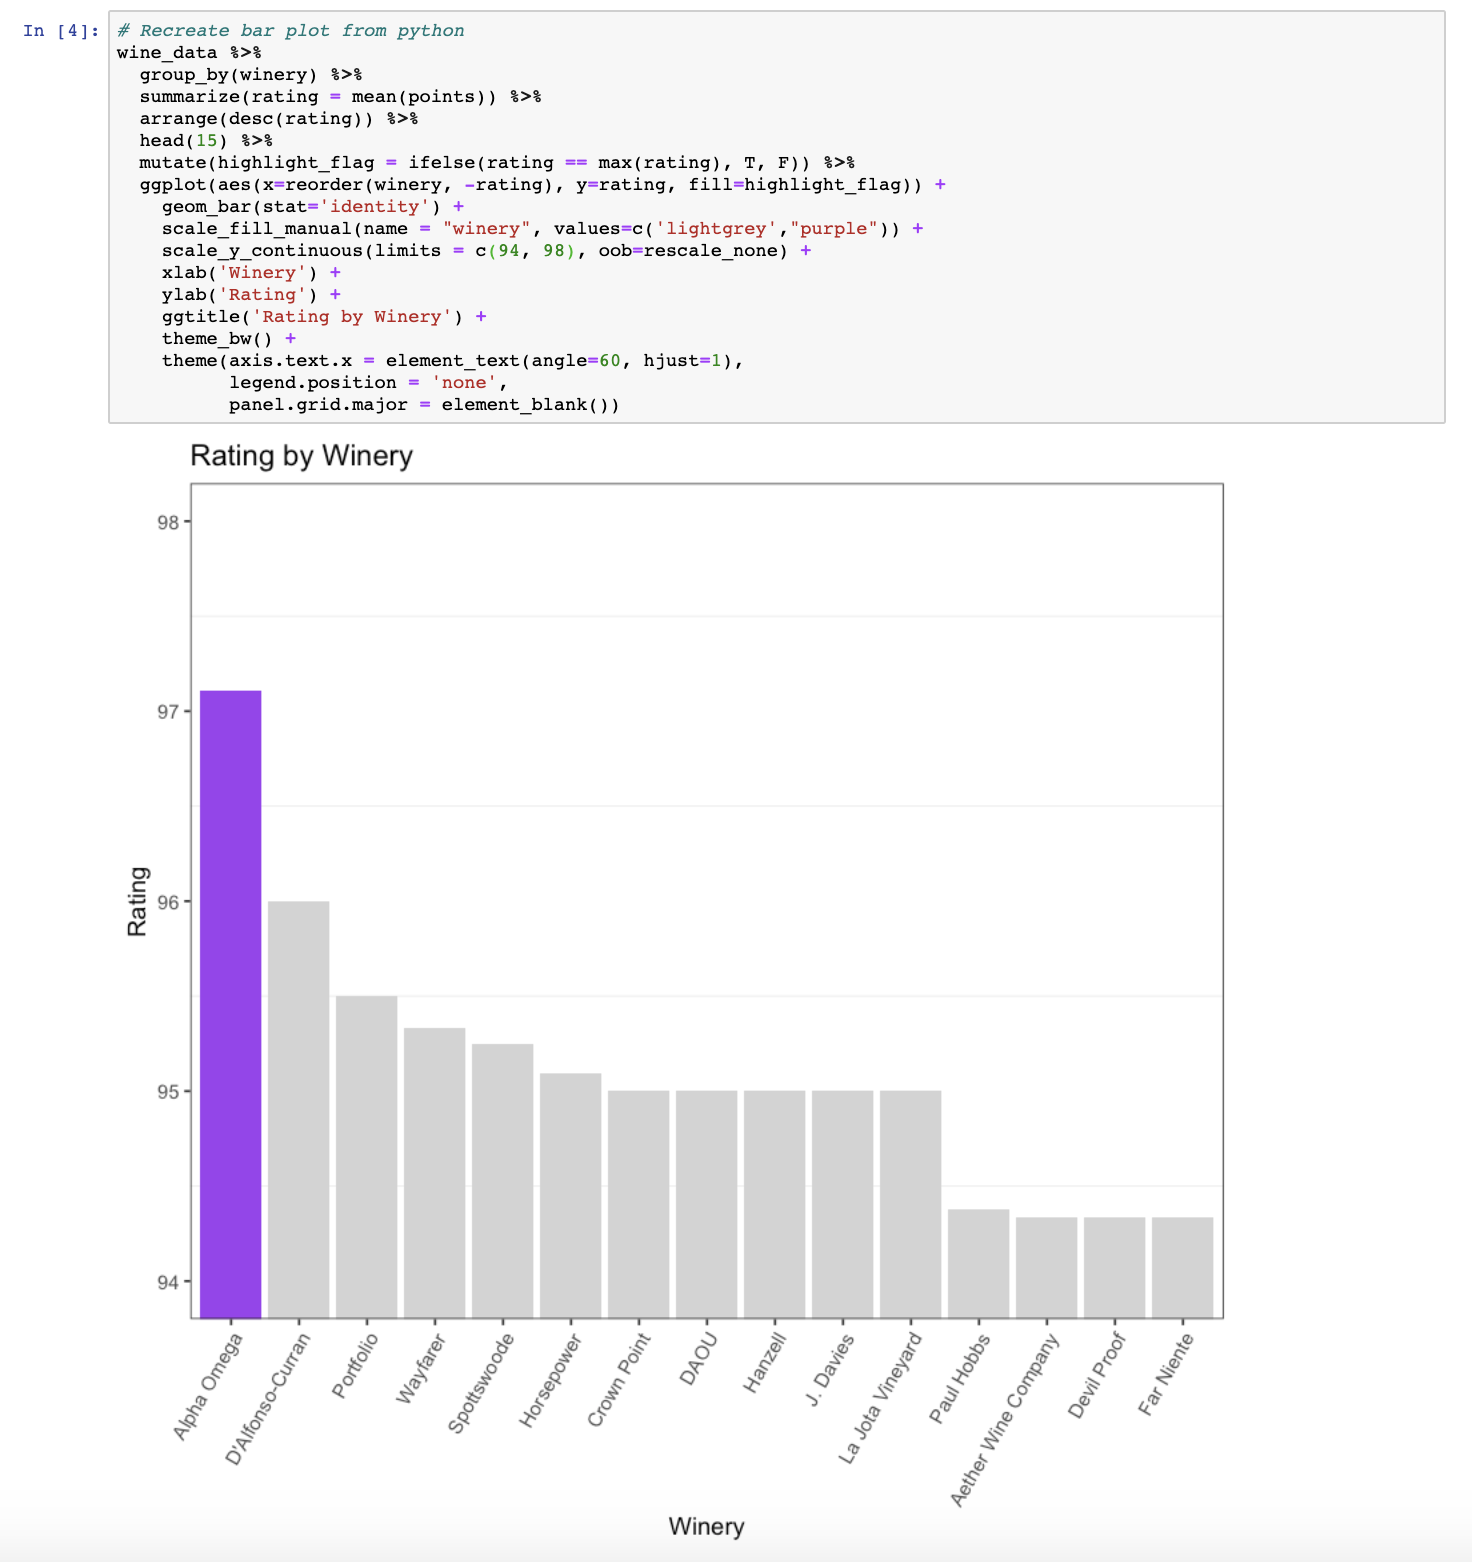 In [4]:
# Recreate bar plot from python
wine_data %>%
  group_by(winery) %>%
  summarize(rating = mean(points)) %>%
  arrange(desc(rating)) %>%
  head(15) %>%
  mutate(highlight_flag = ifelse(rating == max(rating), T, F)) %>%
  ggplot(aes(x=reorder(winery, -rating), y=rating, fill=highlight_flag)) +
    geom_bar(stat='identity') +
    scale_fill_manual(name = "winery", values=c('lightgrey',"purple")) +
    scale_y_continuous(limits = c(94, 98), oob=rescale_none) +
    xlab('Winery') +
    ylab('Rating') +
    ggtitle('Rating by Winery') +
    theme_bw() +
    theme(axis.text.x = element_text(angle=60, hjust=1),
          legend.position = 'none',
          panel.grid.major = element_blank())
Rating by Winery
98
97
96
95
94
Rating
Alpha Omega
D'Alfonso-Curran
Portfolio
Wayfarer
Spottswoode
Horsepower
Crown Point
DAOU
Hanzell
J. Davies
La Jota Vineyard
Paul Hobbs
Aether Wine Company
Devil Proof
Far Niente
Winery